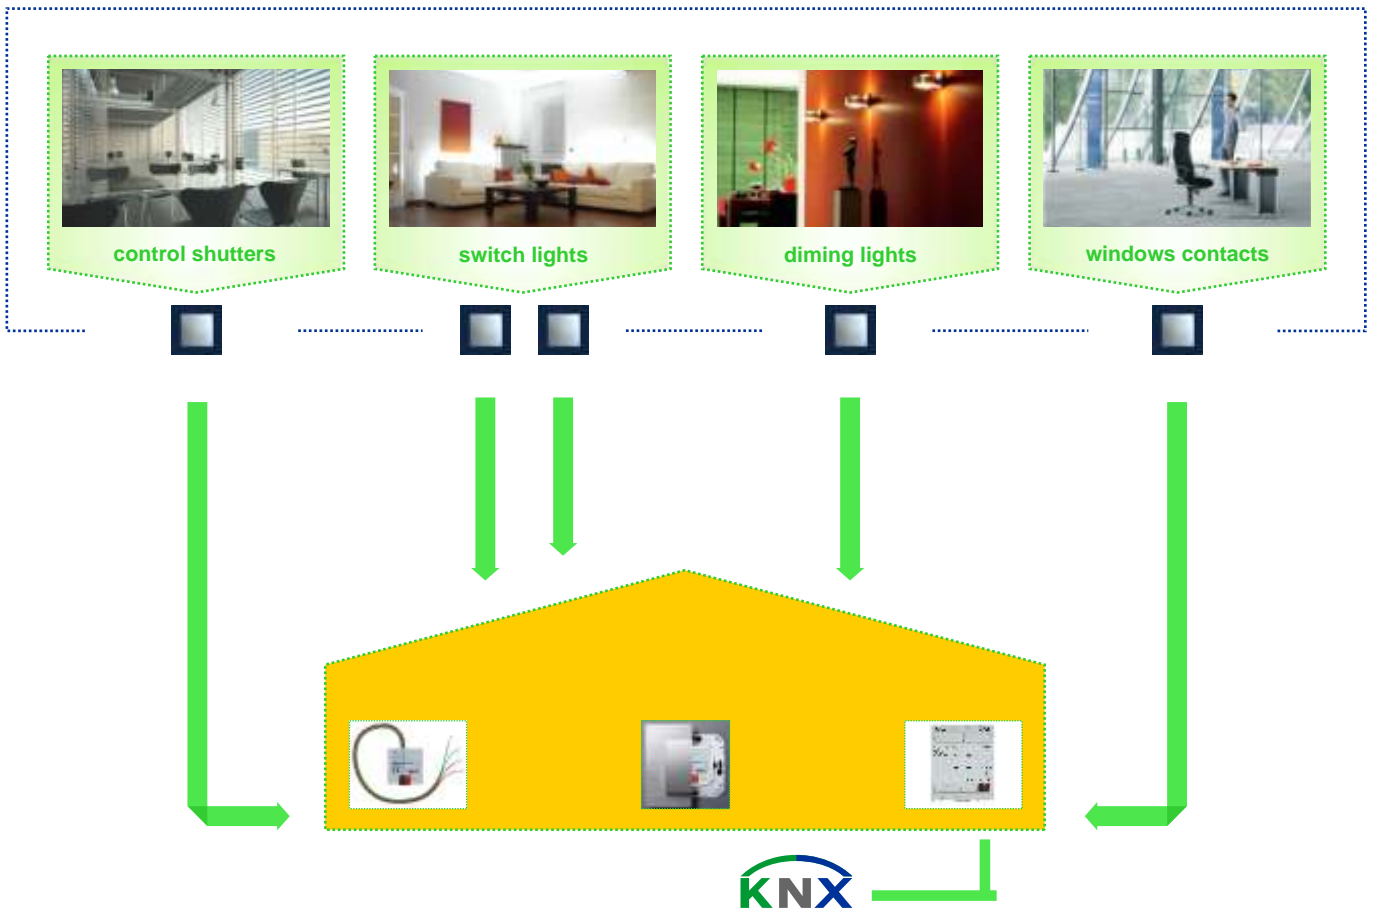 control shutters
switch lights
diming lights
windows contacts
KNX